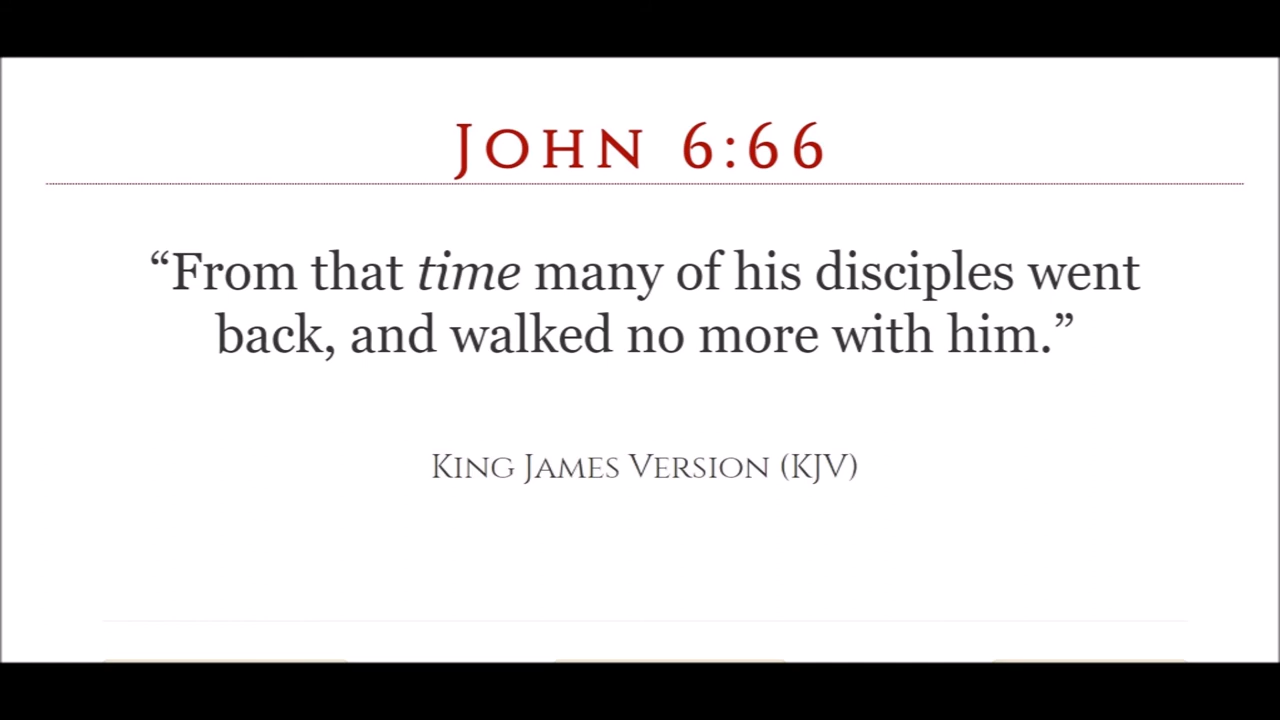 John 6:66
“From that time many of his disciples went
back, and walked no more with him.”
King James Version (KJV)